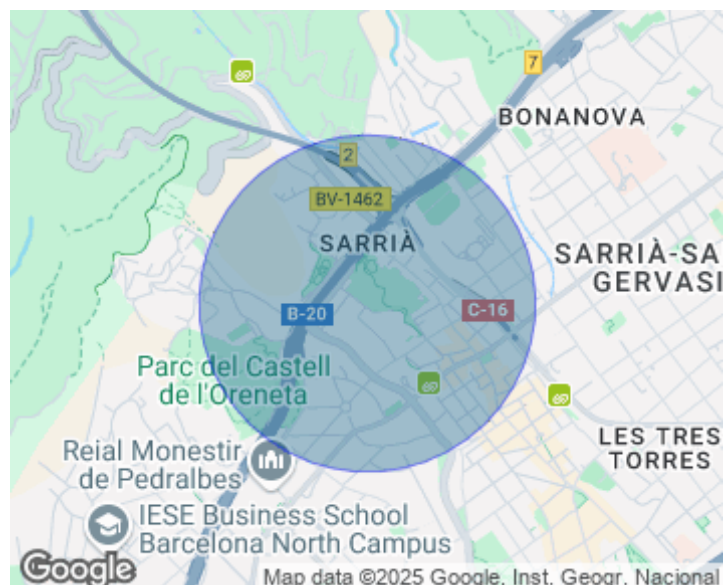 7
BONANOVA
2
BV-1462
SARRIÀ
SARRIÀ-SA
GERVASI
B-20
C-16
Parc del Castell
de l'Oreneta
LES TRES
TORRES
Reial Monestir
de Pedralbes
IESE Business School
Barcelona North Campus
Google
Map data ©2025 Google, Inst. Geogr. Nacional